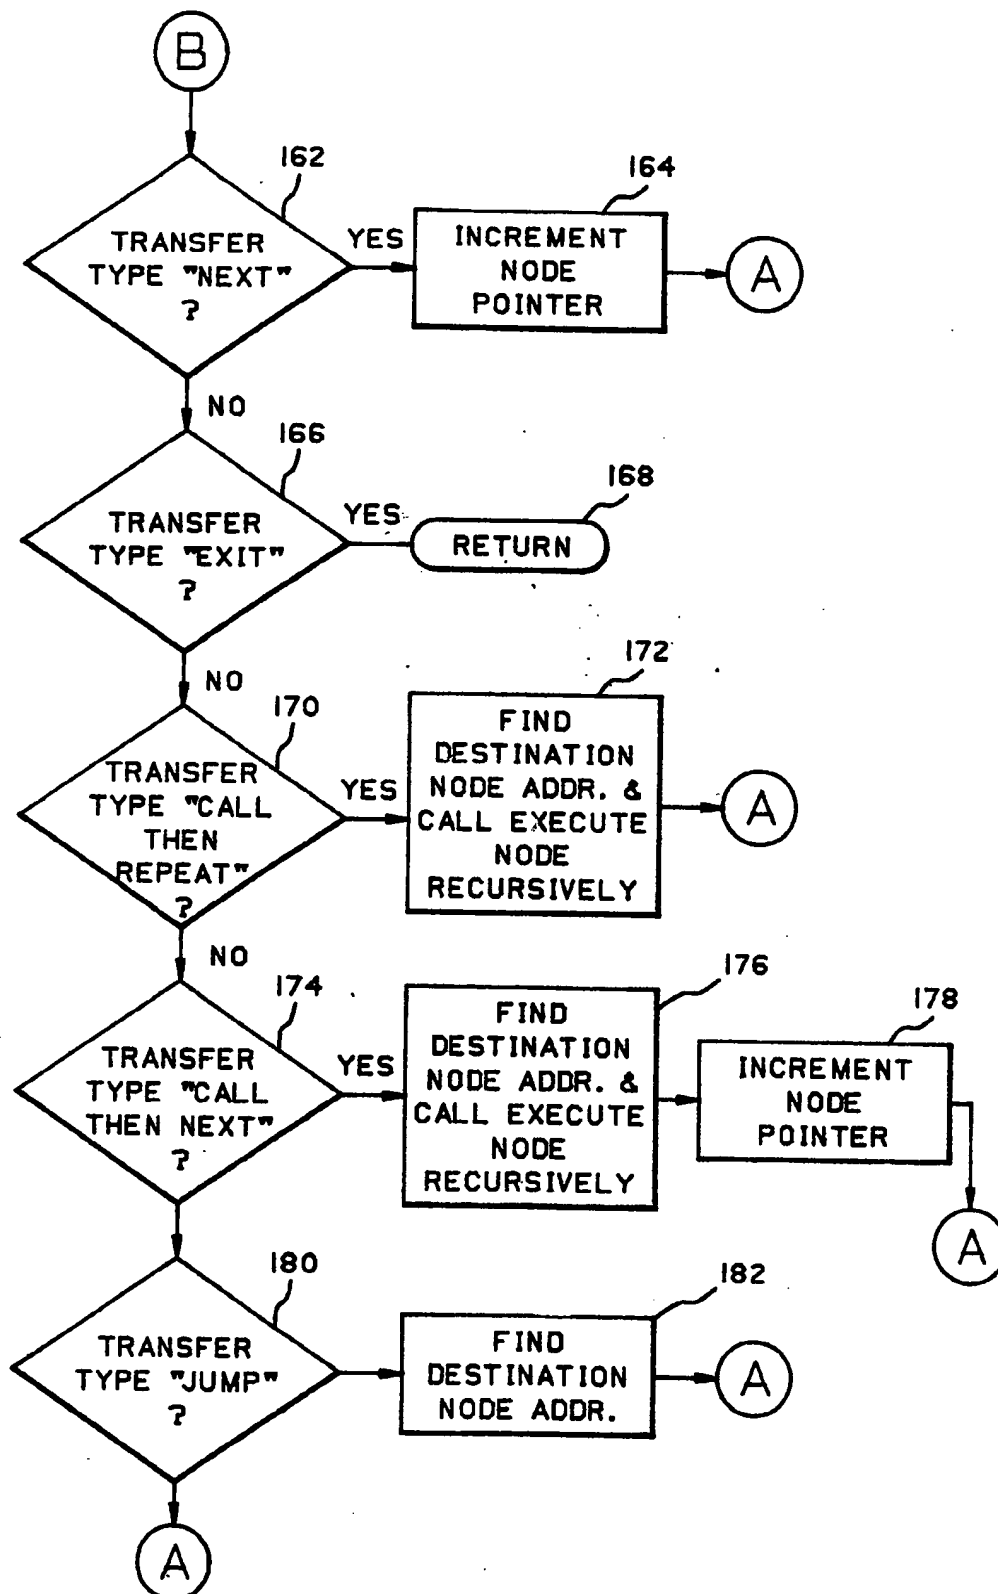 B
162
TRANSFER
TYPE "NEXT"
?
YES
164
INCREMENT
NODE
POINTER
A
NO
166
TRANSFER
TYPE "EXIT"
?
YES
168
RETURN
NO
170
TRANSFER
TYPE "CALL
THEN
REPEAT"
?
YES
172
FIND
DESTINATION
NODE ADDR. &
CALL EXECUTE
NODE
RECURSIVELY
A
NO
174
TRANSFER
TYPE "CALL
THEN NEXT"
?
YES
176
FIND
DESTINATION
NODE ADDR. &
CALL EXECUTE
NODE
RECURSIVELY
178
INCREMENT
NODE
POINTER
A
180
TRANSFER
TYPE "JUMP"
?
182
FIND
DESTINATION
NODE ADDR.
A
A